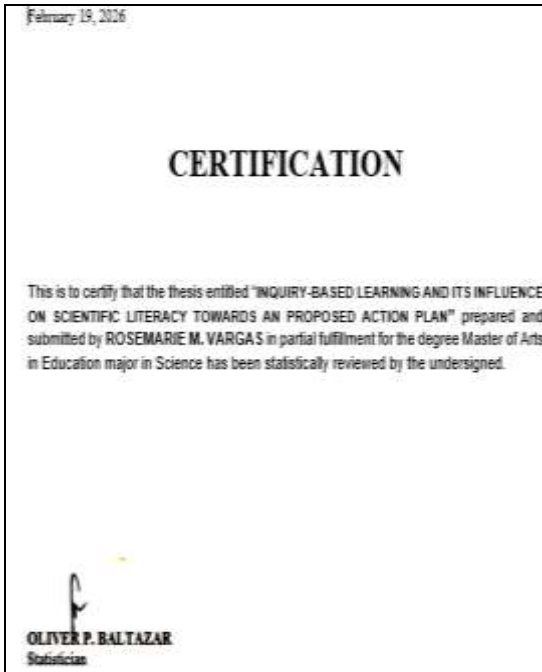 February 19, 2026
CERTIFICATION
This is to certify that the thesis entitled "INQUIRY-BASED LEARNING AND ITS INFLUENCE
ON SCIENTIFIC LITERACY TOWARDS AN PROPOSED ACTION PLAN" prepared and
submitted by ROSEMARIE M. VARGAS in partial fulfillment for the degree Master of Arts
in Education major in Science has been statistically reviewed by the undersigned.
OLIVER P. BALTAZAR
Statistician